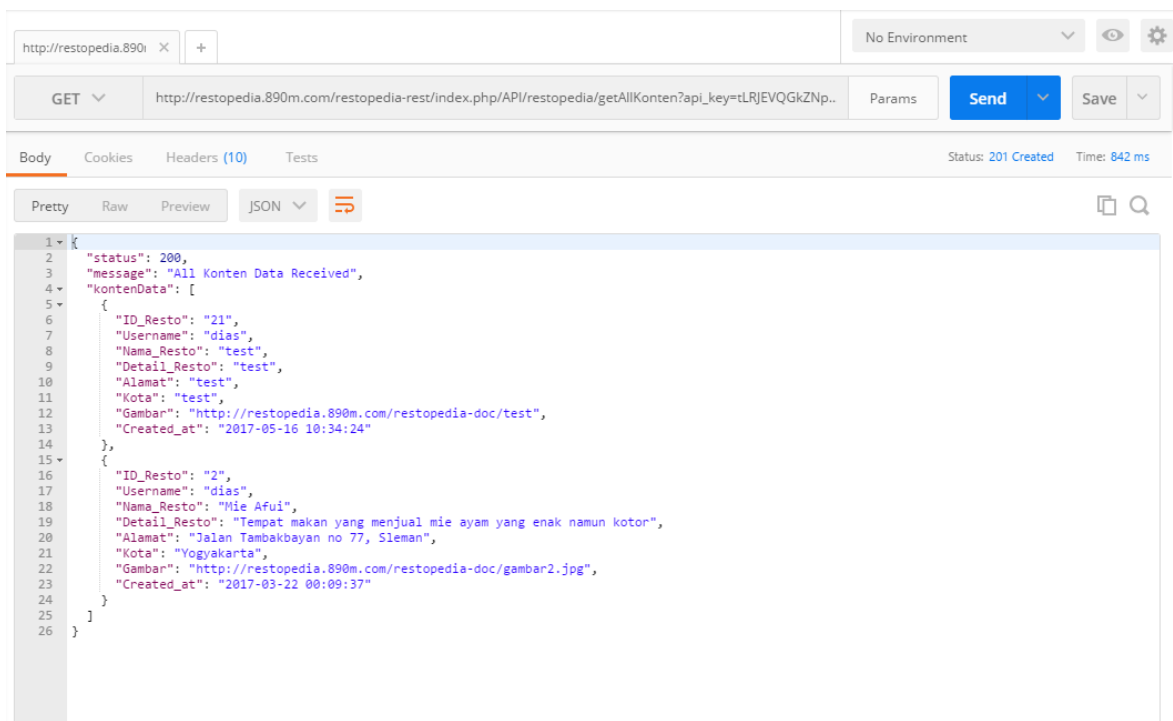 http://restopedia.890
No Environment
GET http://restopedia.890m.com/restopedia-rest/index.php/API/restopedia/getAllKonten?api_key=tLRJEVQGkZNp.. Params Send Save
Body Cookies Headers (10) Tests Status: 201 Created Time: 842 ms
Pretty Raw Preview JSON
1 {
2 "status": 200,
3 "message": "All Konten Data Received",
4 "kontenData": [
5 {
6 "ID_Resto": "21",
7 "Username": "dias",
8 "Nama_Resto": "test",
9 "Detail_Resto": "test",
10 "Alamat": "test",
11 "Kota": "test",
12 "Gambar": "http://restopedia.890m.com/restopedia-doc/test",
13 "Created_at": "2017-05-16 10:34:24"
14 },
15 {
16 "ID_Resto": "2",
17 "Username": "dias",
18 "Nama_Resto": "Mie Afui",
19 "Detail_Resto": "Tempat makan yang menjual mie ayam yang enak namun kotor",
20 "Alamat": "Jalan Tambakbayan no 77, Sleman",
21 "Kota": "Yogyakarta",
22 "Gambar": "http://restopedia.890m.com/restopedia-doc/gambar2.jpg",
23 "Created_at": "2017-03-22 00:09:37"
24 }
25 ]
26 }